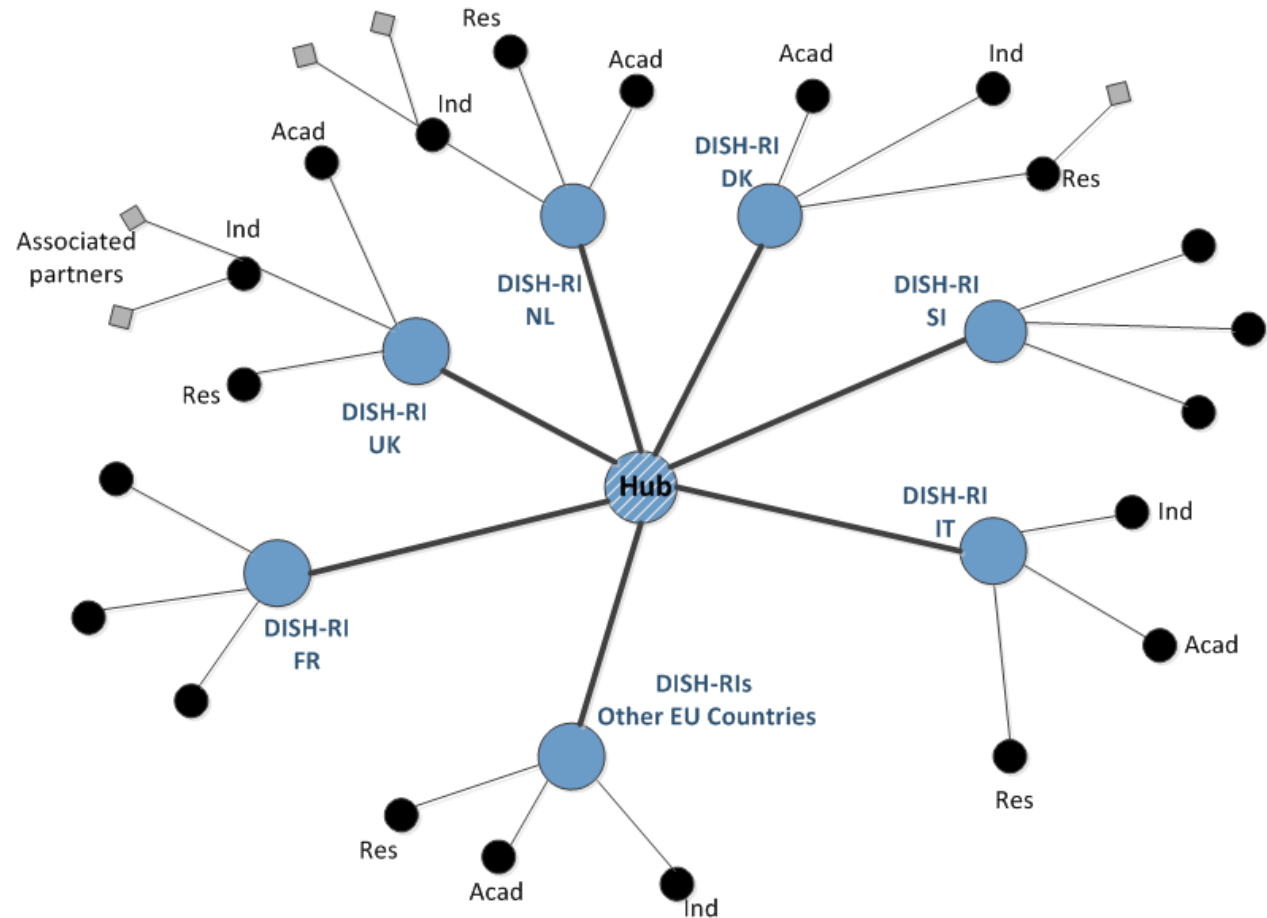 Res
Acad
Ind
Acad
Ind
DISH-RI
DK
Res
Acad
Ind
Associated
partners
DISH-RI
NL
DISH-RI
SI
Res
DISH-RI
UK
Hub
DISH-RI
IT
Ind
DISH-RI
FR
Acad
DISH-RIs
Other EU Countries
Res
Res
Acad
Ind